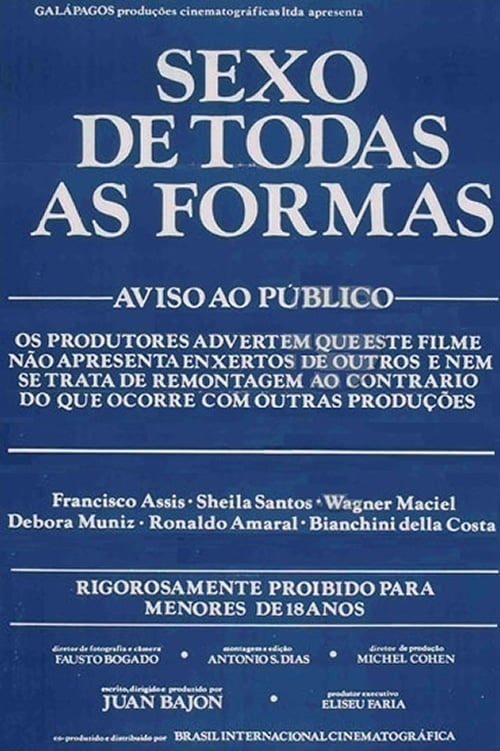 GALÁPAGOS produções cinematográficas ltda apresenta
SEXO
DE TODAS
AS FORMAS
AVISO AO PÚBLICO
OS PRODUTORES ADVERTEM QUE ESTE FILME
NÃO APRESENTA ENXERTOS DE OUTROS E NEM
SE TRATA DE REMONTAGEM AO CONTRARIO
DO QUE OCORRE COM OUTRAS PRODUÇÕES
Francisco Assis · Sheila Santos · Wagner Maciel
Debora Muniz · Ronaldo Amaral · Bianchini della Costa
RIGOROSAMENTE PROIBIDO PARA
MENORES DE 18 ANOS
diretor de fotografia e câmera montagem e edição diretor de produção
FAUSTO BOGADO • ANTONIO S. DIAS • MICHEL COHEN
escrito, dirigido e produzido por produtor executivo
JUAN BAJON • ELISEU FARIA
co-produzido e distribuido por BRASIL INTERNACIONAL CINEMATOGRÁFICA